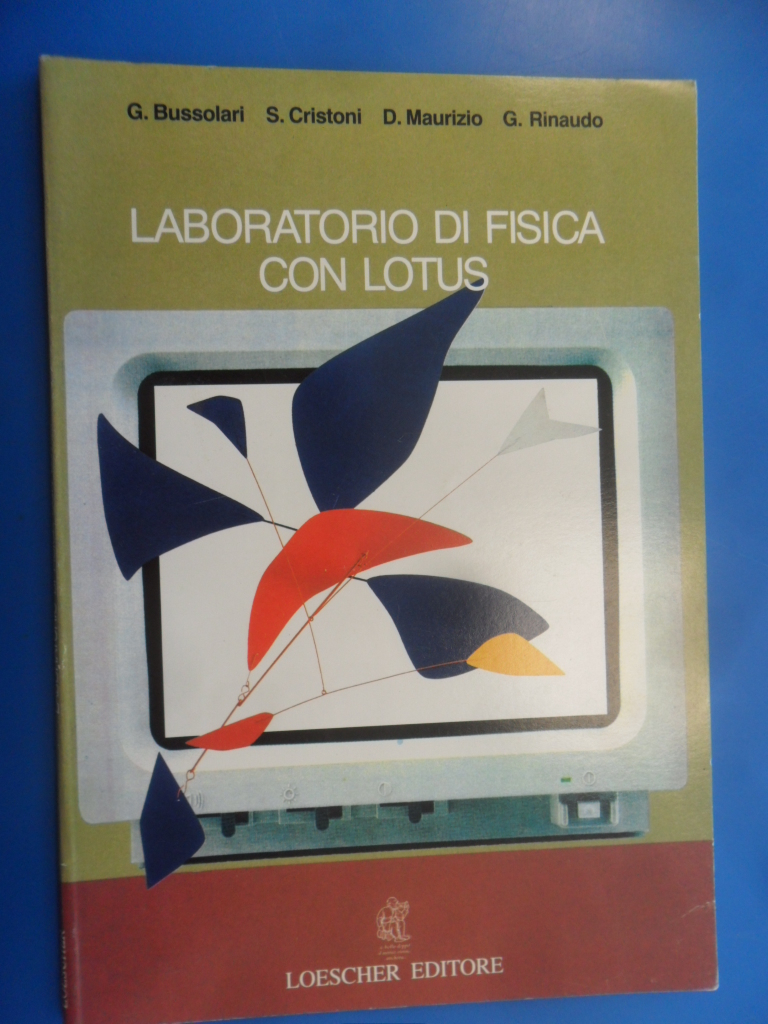 G. Bussolari S. Cristoni D. Maurizio G. Rinaudo
LABORATORIO DI FISICA
CON LOTUS
LOESCHER EDITORE